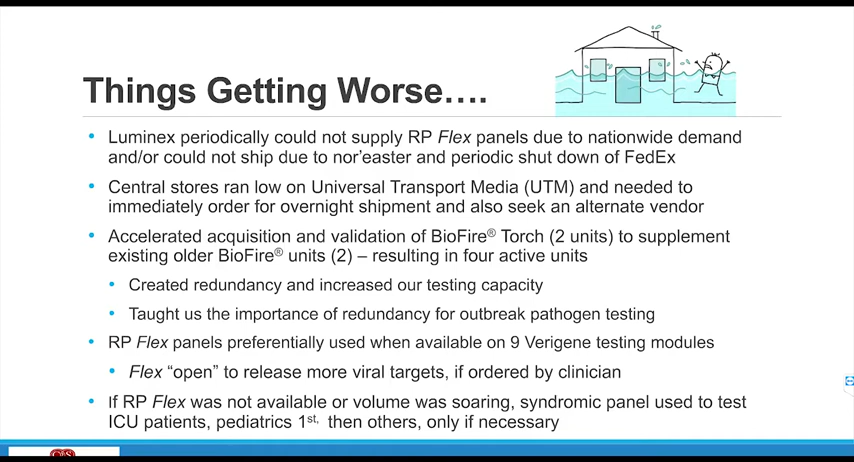 Things Getting Worse….
• Luminex periodically could not supply RP Flex panels due to nationwide demand
and/or could not ship due to nor’easter and periodic shut down of FedEx
• Central stores ran low on Universal Transport Media (UTM) and needed to
immediately order for overnight shipment and also seek an alternate vendor
• Accelerated acquisition and validation of BioFire® Torch (2 units) to supplement
existing older BioFire® units (2) – resulting in four active units
• Created redundancy and increased our testing capacity
• Taught us the importance of redundancy for outbreak pathogen testing
• RP Flex panels preferentially used when available on 9 Verigene testing modules
• Flex “open” to release more viral targets, if ordered by clinician
• If RP Flex was not available or volume was soaring, syndromic panel used to test
ICU patients, pediatrics 1st, then others, only if necessary